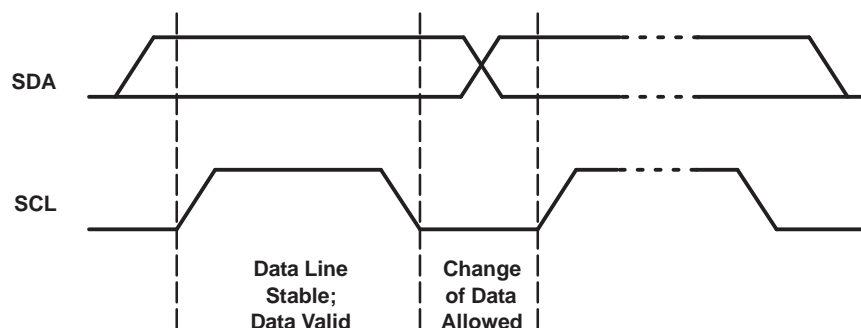 SDA
SCL
Data Line
Stable;
Data Valid
Change
of Data
Allowed